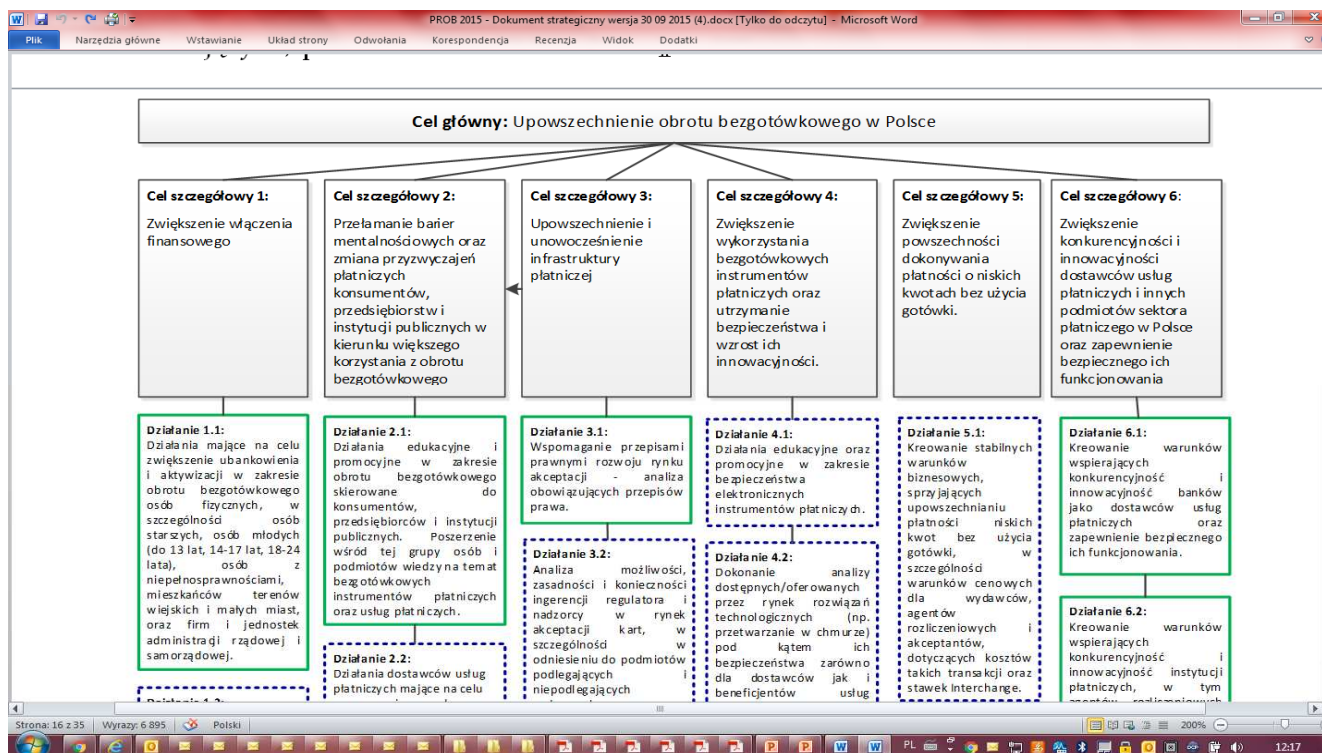 PROB 2015 - Dokument strategiczny wersja 30 09 2015 (4).docx [Tylko do odczytu] - Microsoft Word
Plik Narzędzia główne Wstawianie Układ strony Odwołania Korespondencja Recenzja Widok Dodatki
Cel główny: Upowszechnienie obrotu bezgotówkowego w Polsce
Cel szczegółowy 1:
Zwiększenie włączenia
finansowego
Cel szczegółowy 2:
Przełamanie barier
mentalnościowych oraz
zmiana przyzwyczajeń
płatniczych
konsumentów,
przedsiębiorstw i
instytucji publicznych w
kierunku większego
korzystania z obrotu
bezgotówkowego
Cel szczegółowy 3:
Upowszechnienie i
unowocześnienie
infrastruktury
płatniczej
Cel szczegółowy 4:
Zwiększenie
wykorzystania
bezgotówkowych
instrumentów
płatniczych oraz
utrzymanie
bezpieczeństwa i
wzrost ich
innowacyjności.
Cel szczegółowy 5:
Zwiększenie
powszechności
dokonywania
płatności o niskich
kwotach bez użycia
gotówki.
Cel szczegółowy 6:
Zwiększenie
konkurencyjności i
innowacyjności
dostawców usług
płatniczych i innych
podmiotów sektora
płatniczego w Polsce
oraz zapewnienie
bezpiecznego ich
funkcjonowania
Działanie 1.1:
Działania mające na celu
zwiększenie ubankowienia
i aktywizacji w zakresie
obrotu bezgotówkowego
osób fizycznych, w
szczególności osób
starszych, osób młodych
(do 13 lat, 14-17 lat, 18-24
lata), osób z
niepełnosprawnościami,
mieszkańców terenów
wiejskich i małych miast,
oraz firm i jednostek
administracji rządowej i
samorządowej.
Działanie 2.1:
Działania edukacyjne i
promocyjne w zakresie
obrotu bezgotówkowego
skierowane do
konsumentów,
przedsiębiorców i instytucji
publicznych. Poszerzenie
wśród tej grupy osób i
podmiotów wiedzy na temat
bezgotówkowych
instrumentów płatniczych
oraz usług płatniczych.
Działanie 2.2:
Działania dostawców usług
płatniczych mające na celu
Działanie 3.1:
Wspomaganie przepisami
prawnymi rozwoju rynku
akceptacji - analiza
obowiązujących przepisów
prawa.
Działanie 3.2:
Analiza możliwości,
zasadności i konieczności
ingerencji regulatora i
nadzorcy w rynek
akceptacji kart, w
szczególności w
odniesieniu do podmiotów
podlegających i
niepodlegających
Działanie 4.1:
Działania edukacyjne oraz
promocyjne w zakresie
bezpieczeństwa
elektronicznych
instrumentów płatniczych.
Działanie 4.2:
Dokonanie analizy
dostępnych/oferowanych
przez rynek rozwiązań
technologicznych (np.
przetwarzanie w chmurze)
pod kątem ich
bezpieczeństwa zarówno
dla dostawców jak i
beneficjentów usług
Działanie 5.1:
Kreowanie stabilnych
warunków
biznesowych,
sprzyjających
upowszechnianiu
płatności niskich
kwot bez użycia
gotówki, w
szczególności
warunków cenowych
dla wydawców,
agentów
rozliczeniowych i
akceptantów,
dotyczących kosztów
takich transakcji oraz
stawek Interchange.
Działanie 6.1:
Kreowanie warunków
wspierających
konkurencyjność i
innowacyjność banków
jako dostawców usług
płatniczych oraz
zapewnienie bezpiecznego
ich funkcjonowania.
Działanie 6.2:
Kreowanie warunków
wspierających
konkurencyjność i
innowacyjność instytucji
płatniczych, w tym
agentów rozliczeniowych
Strona: 16 z 35 Wyrazy: 6 895 Polski 200%
PL 12:17